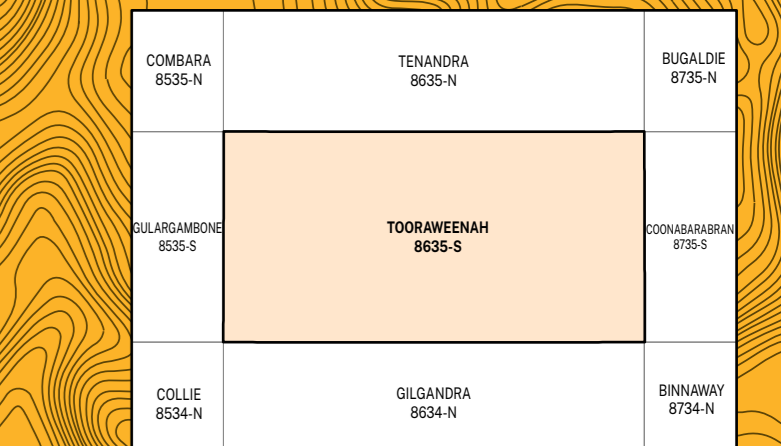 COMBARA
8535-N
TENANDRA
8635-N
BUGALDIE
8735-N
GULARGAMBONE
8535-S
TOORAWEENAH
8635-S
COONABARABRAN
8735-S
COLLIE
8534-N
GILGANDRA
8634-N
BINNAWAY
8734-N